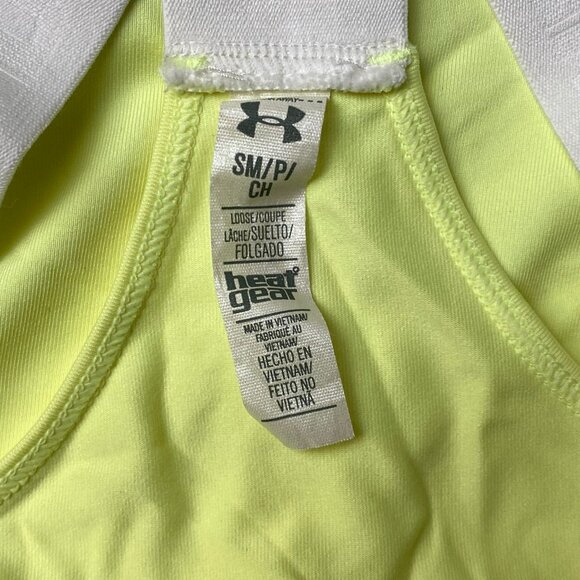 SM/P/
CH
LOOSE/COUPE
LÂCHE/SUELTO/
FOLGADO
heat
gear
MADE IN VIETNAM/
FABRIQUÉ AU
VIETNAM/
HECHO EN
VIETNAM/
FEITO NO
VIETNÃ